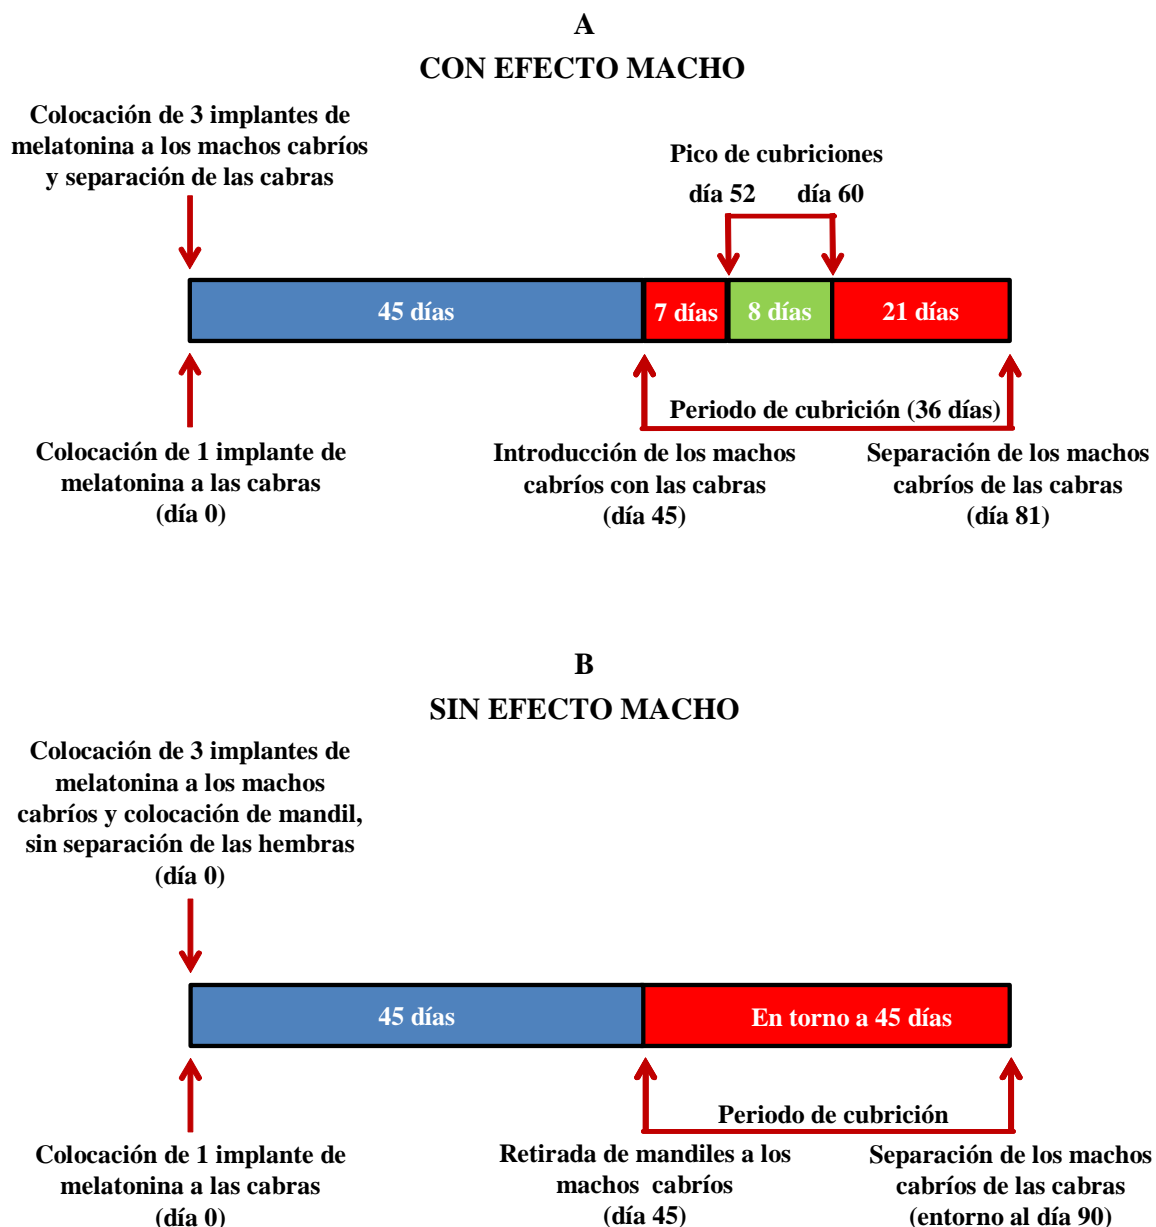 A
CON EFECTO MACHO
Colocación de 3 implantes de
melatonina a los machos cabríos
y separación de las cabras
Pico de cubriciones
día 52 día 60
45 días
7 días
8 días
21 días
Periodo de cubrición (36 días)
Colocación de 1 implante de
melatonina a las cabras
(día 0)
Introducción de los machos
cabríos con las cabras
(día 45)
Separación de los machos
cabríos de las cabras
(día 81)
B
SIN EFECTO MACHO
Colocación de 3 implantes de
melatonina a los machos
cabríos y colocación de mandil,
sin separación de las hembras
(día 0)
45 días
En torno a 45 días
Periodo de cubrición
Colocación de 1 implante de
melatonina a las cabras
(día 0)
Retirada de mandiles a los
machos cabríos
(día 45)
Separación de los machos
cabríos de las cabras
(entorno al día 90)